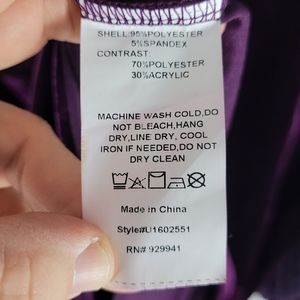 SHELL:95%POLYESTER
5%SPANDEX
CONTRAST:
70%POLYESTER
30%ACRYLIC
MACHINE WASH COLD,DO
NOT BLEACH,HANG
DRY,LINE DRY, COOL
IRON IF NEEDED,DO NOT
DRY CLEAN
Made in China
Style#U1602551
RN# 929941